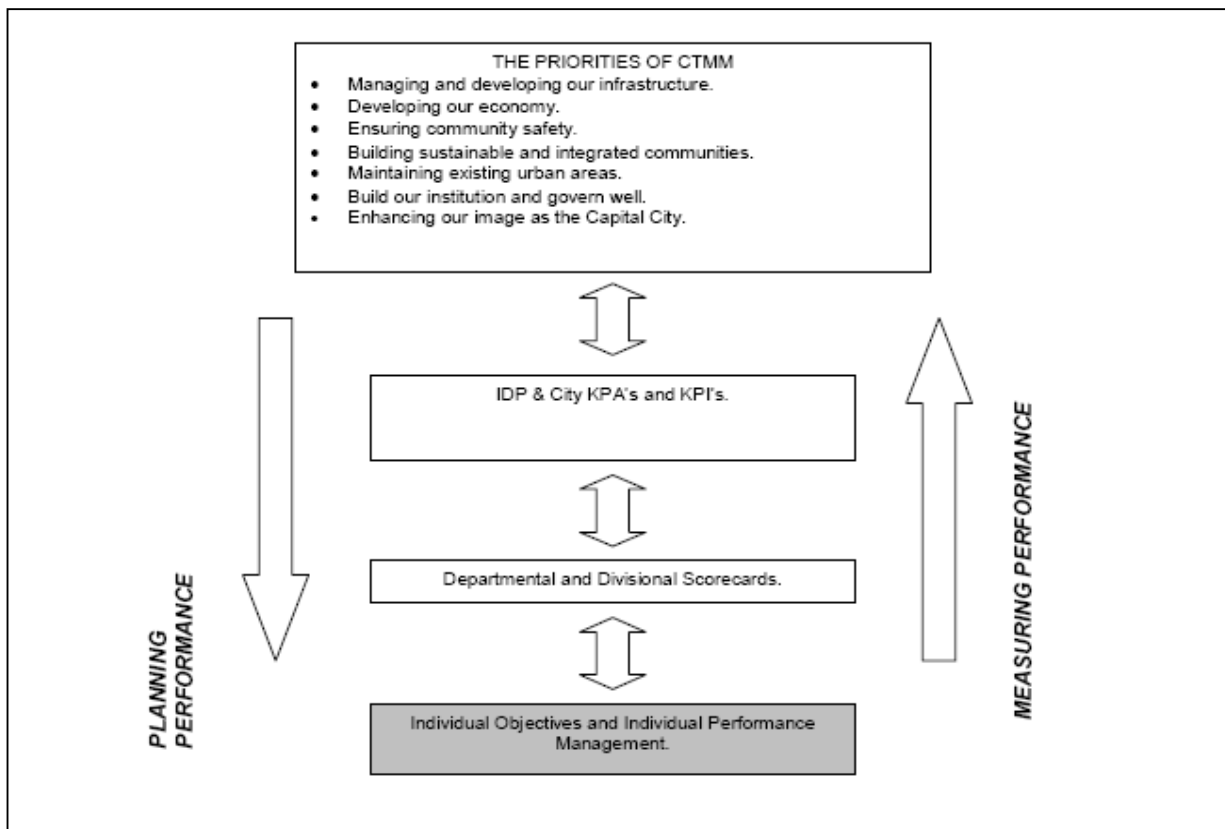 THE PRIORITIES OF CTMM
• Managing and developing our infrastructure.
• Developing our economy.
• Ensuring community safety.
• Building sustainable and integrated communities.
• Maintaining existing urban areas.
• Build our institution and govern well.
• Enhancing our image as the Capital City.
IDP & City KPA's and KPI's.
Departmental and Divisional Scorecards.
Individual Objectives and Individual Performance
Management.
PLANNING
PERFORMANCE
MEASURING PERFORMANCE